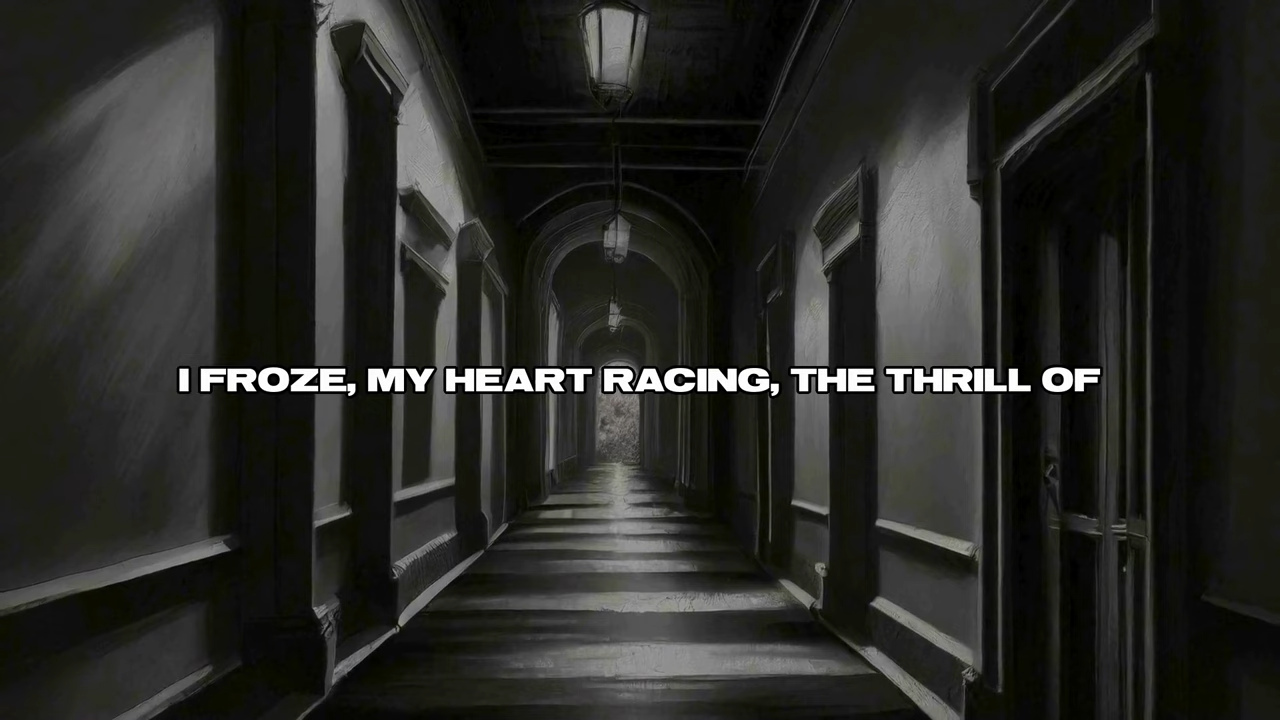 I FROZE, MY HEART RACING, THE THRILL OF